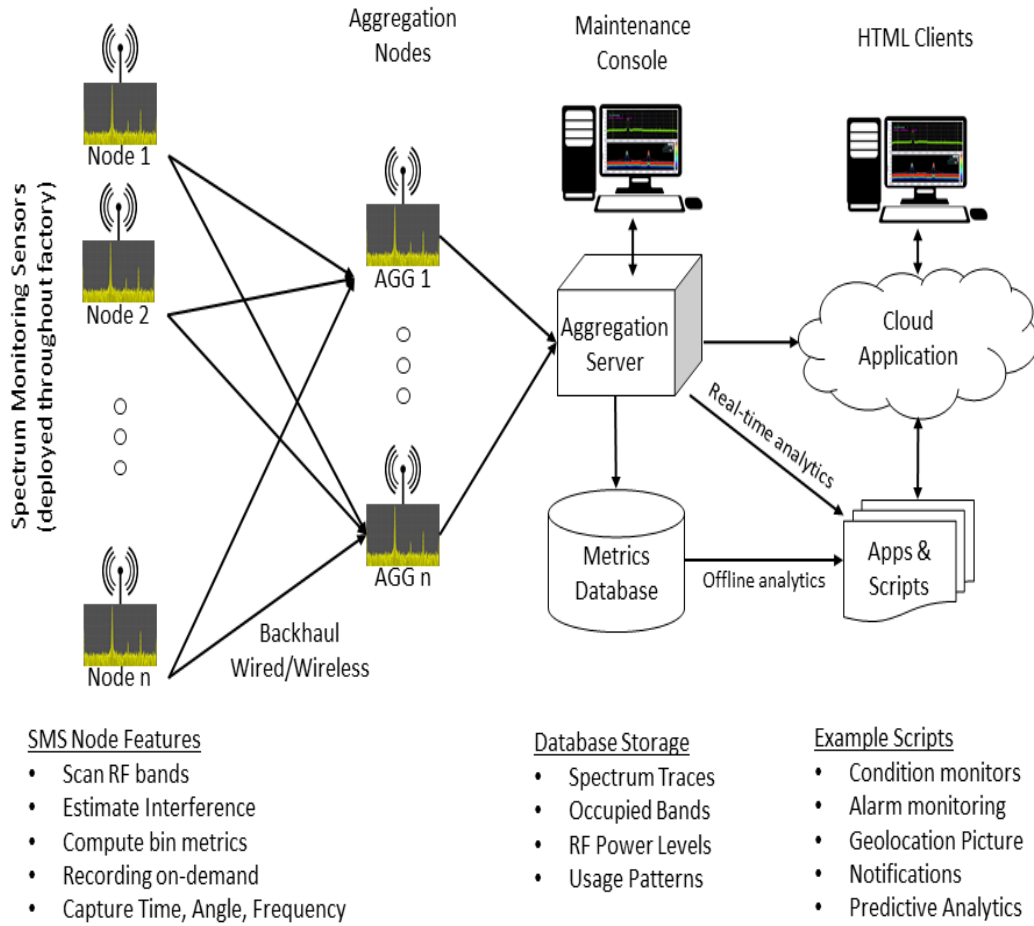 Aggregation
Nodes
Maintenance
Console
HTML Clients
Spectrum Monitoring Sensors
(deployed throughout factory)
Node 1
Node 2
Node n
AGG 1
AGG n
Backhaul
Wired/Wireless
Aggregation
Server
Cloud
Application
Real-time analytics
Metrics
Database
Offline analytics
Apps &
Scripts
SMS Node Features
• Scan RF bands
• Estimate Interference
• Compute bin metrics
• Recording on-demand
• Capture Time, Angle, Frequency
Database Storage
• Spectrum Traces
• Occupied Bands
• RF Power Levels
• Usage Patterns
Example Scripts
• Condition monitors
• Alarm monitoring
• Geolocation Picture
• Notifications
• Predictive Analytics